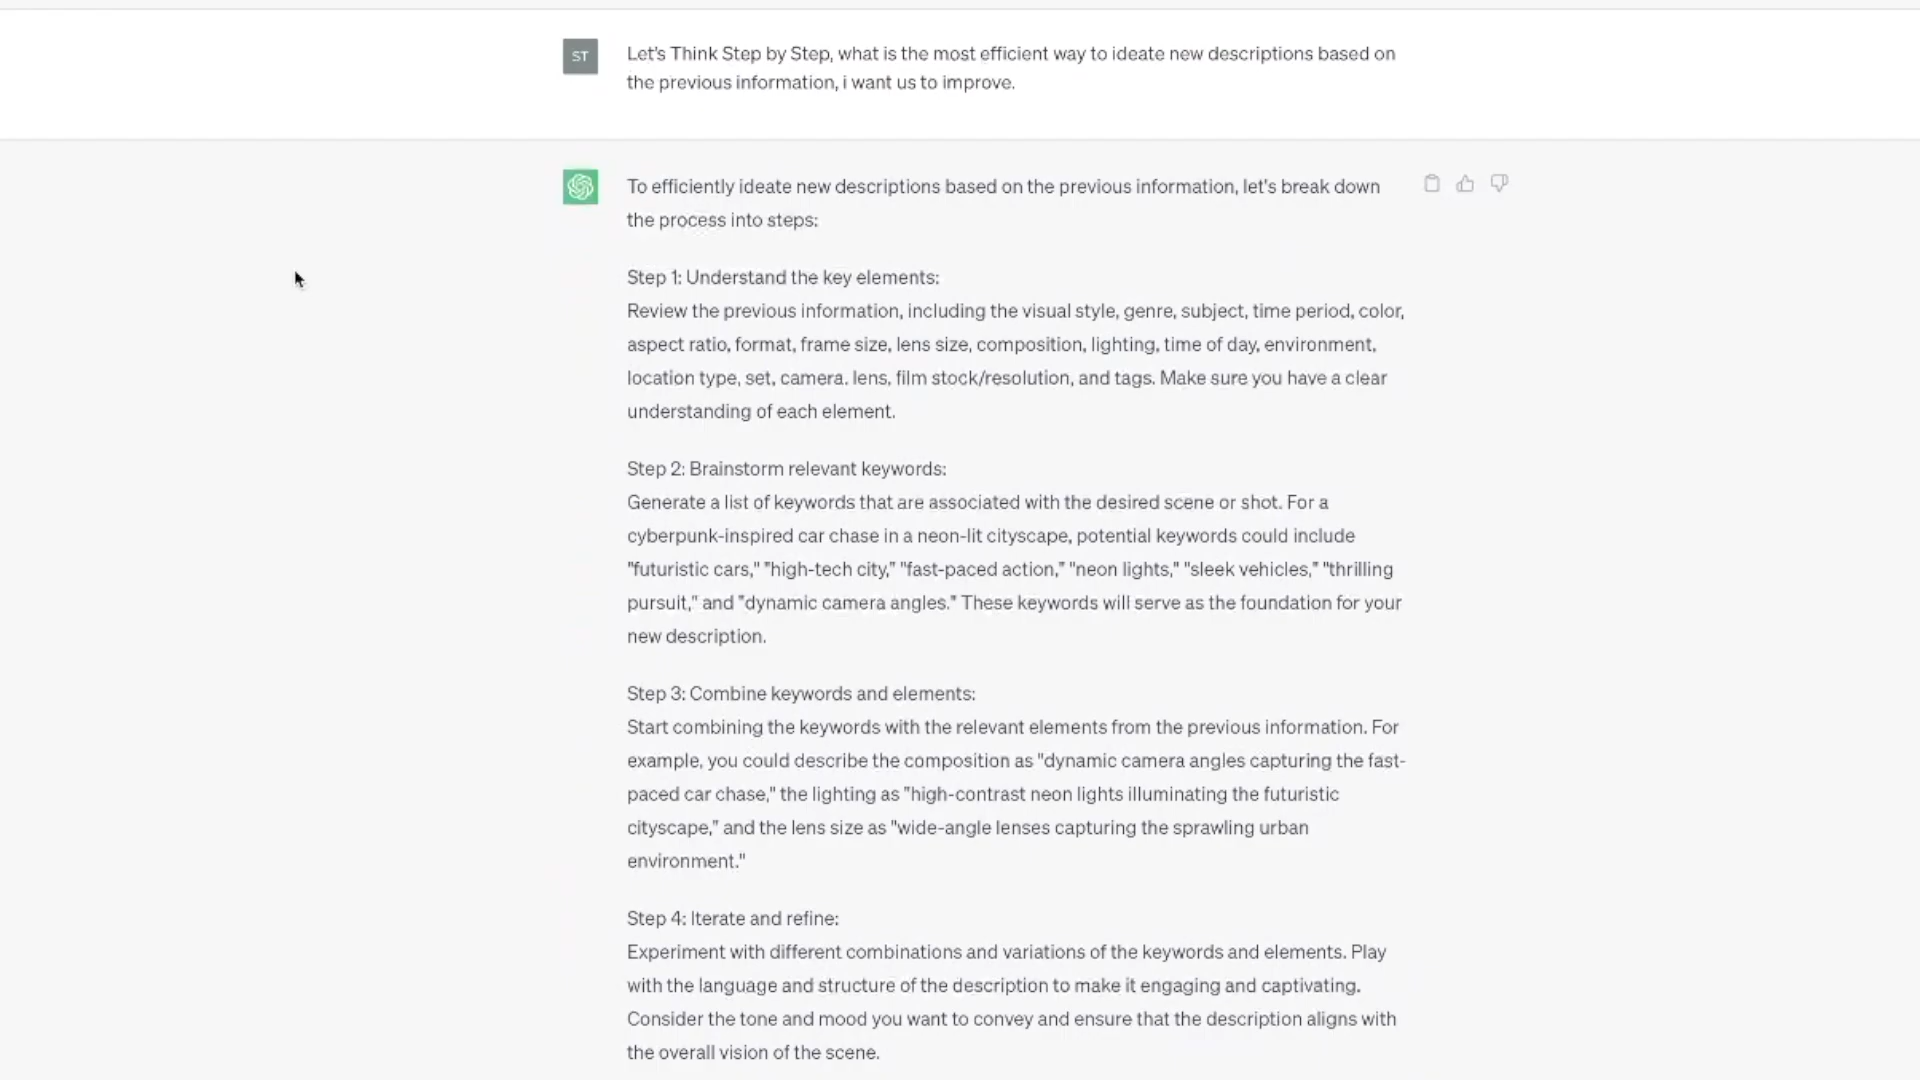 ST
Let's Think Step by Step, what is the most efficient way to ideate new descriptions based on
the previous information, i want us to improve.
To efficiently ideate new descriptions based on the previous information, let's break down
the process into steps:
Step 1: Understand the key elements:
Review the previous information, including the visual style, genre, subject, time period, color,
aspect ratio, format, frame size, lens size, composition, lighting, time of day, environment,
location type, set, camera. lens, film stock/resolution, and tags. Make sure you have a clear
understanding of each element.
Step 2: Brainstorm relevant keywords:
Generate a list of keywords that are associated with the desired scene or shot. For a
cyberpunk-inspired car chase in a neon-lit cityscape, potential keywords could include
"futuristic cars," "high-tech city," "fast-paced action," "neon lights," "sleek vehicles," "thrilling
pursuit," and "dynamic camera angles." These keywords will serve as the foundation for your
new description.
Step 3: Combine keywords and elements:
Start combining the keywords with the relevant elements from the previous information. For
example, you could describe the composition as "dynamic camera angles capturing the fast-
paced car chase," the lighting as "high-contrast neon lights illuminating the futuristic
cityscape," and the lens size as "wide-angle lenses capturing the sprawling urban
environment."
Step 4: Iterate and refine:
Experiment with different combinations and variations of the keywords and elements. Play
with the language and structure of the description to make it engaging and captivating.
Consider the tone and mood you want to convey and ensure that the description aligns with
the overall vision of the scene.